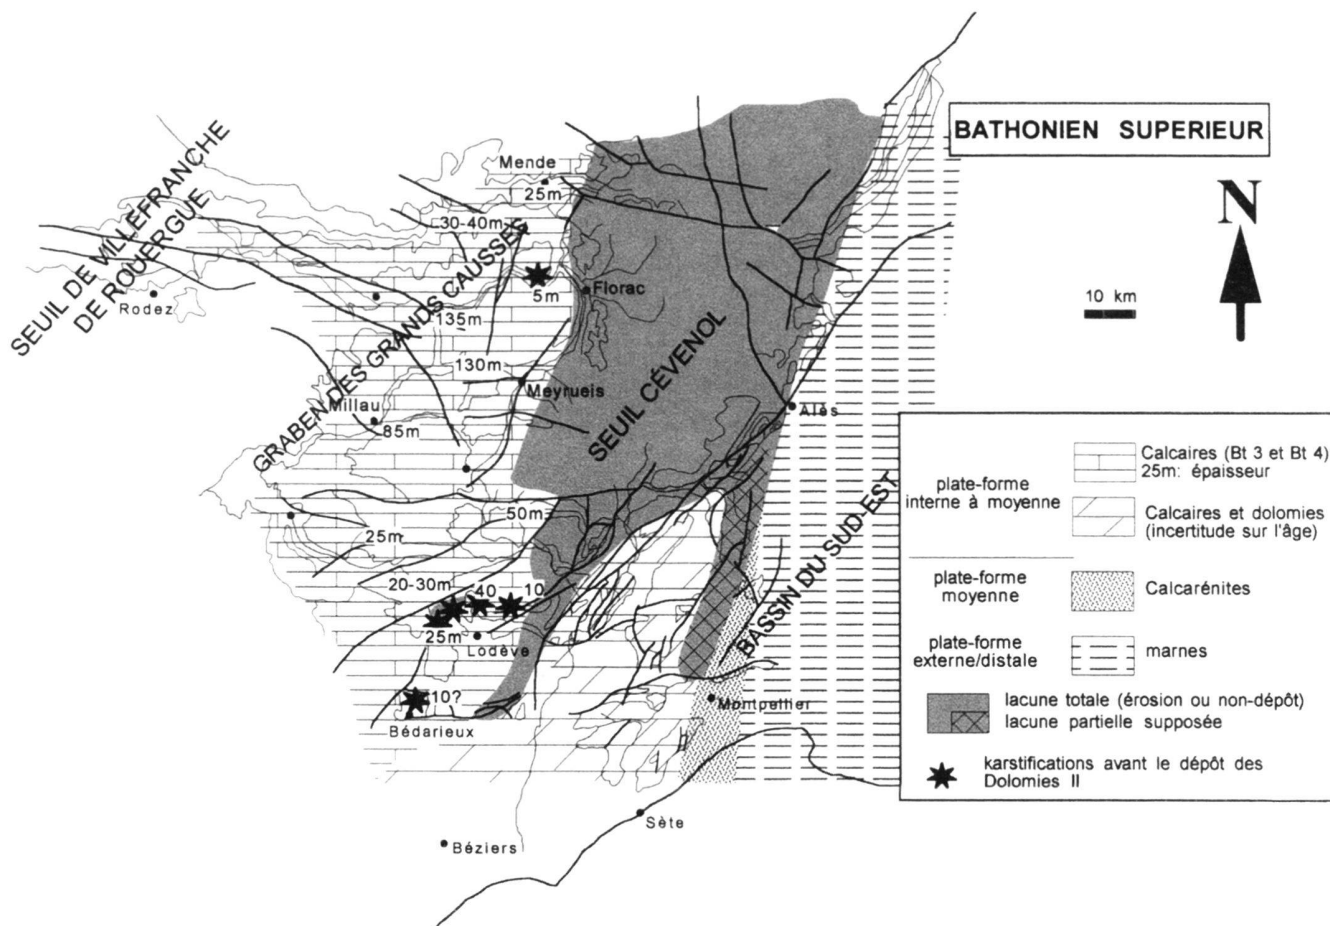 BATHONIEN SUPERIEUR
N
10 km
SEUIL DE VILLEFRANCHE
DE ROUERGUE
GRABEN DES GRANDS CAUSSES
SEUIL CÉVENOL
BASSIN DU SUD-EST
Mende
25m
30-40m
5m
Florac
Rodez
135m
130m
Meyrueis
Millau
85m
Alès
50m
25m
20-30m
40
10
25m
Lodève
10?
Bédarieux
Montpellier
Sète
Béziers
plate-forme
interne à moyenne
Calcaires (Bt 3 et Bt 4)
25m: épaisseur
Calcaires et dolomies
(incertitude sur l'âge)
plate-forme
moyenne
Calcarénites
plate-forme
externe/distale
marnes
lacune totale (érosion ou non-dépôt)
lacune partielle supposée
karstifications avant le dépôt des
Dolomies II